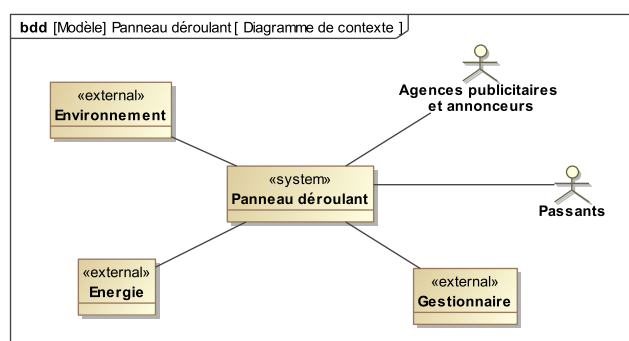 bdd [Modèle] Panneau déroulant [ Diagramme de contexte ]
Agences publicitaires
et annonceurs
«external»
Environnement
«system»
Panneau déroulant
Passants
«external»
Energie
«external»
Gestionnaire